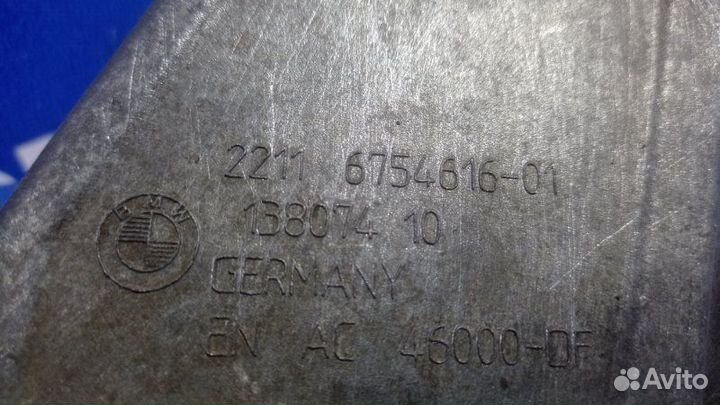 2211 6754616-01
BMW
138074 10
GERMANY
EN AC 46000-DF
Avito